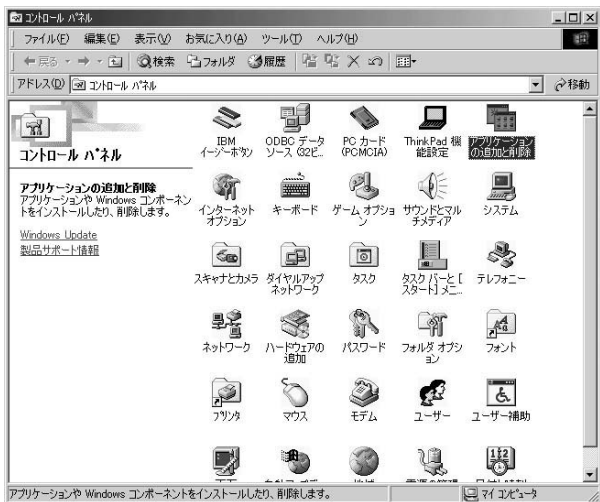 コントロール パネル
ファイル(F) 編集(E) 表示(V) お気に入り(A) ツール(T) ヘルプ(H)
戻る 検索 フォルダ 履歴
アドレス(D) コントロール パネル 移動
コントロール パネル
アプリケーションの追加と削除
アプリケーションや Windows コンポーネン
トをインストールしたり、削除します。
Windows Update
製品サポート情報
IBM
イージーボタン
ODBC データ
ソース (32ビ...
PC カード
(PCMCIA)
ThinkPad 機
能設定
アプリケーション
の追加と削除
インターネット
オプション
キーボード
ゲーム オプショ
ン
サウンドとマル
チメディア
システム
スキャナとカメラ
ダイヤルアップ
ネットワーク
タスク
タスク バーと [
スタート] メニ...
テレフォニー
ネットワーク
ハードウェアの
追加
パスワード
フォルダ オプシ
ョン
フォント
プリンタ
マウス
モデム
ユーザー
ユーザー補助
アプリケーションや Windows コンポーネントをインストールしたり、削除します。
マイ コンピュータ